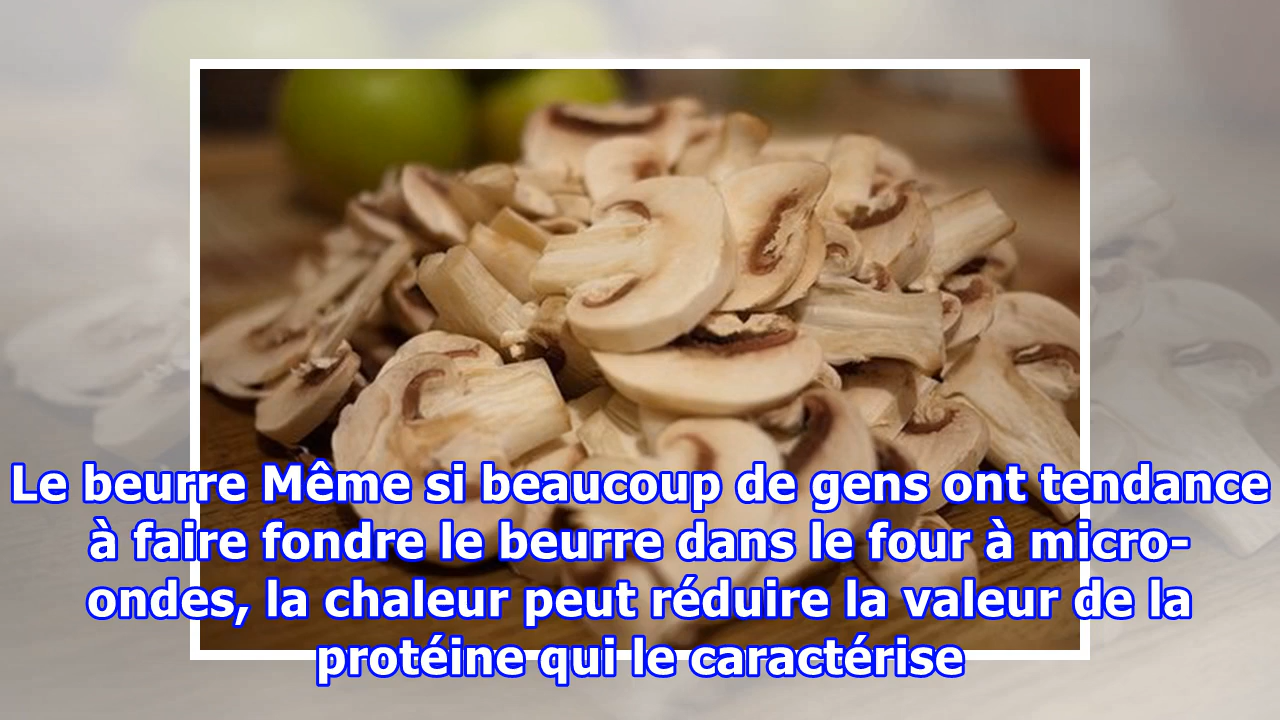 Le beurre Même si beaucoup de gens ont tendance
à faire fondre le beurre dans le four à micro-
ondes, la chaleur peut réduire la valeur de la
protéine qui le caractérise